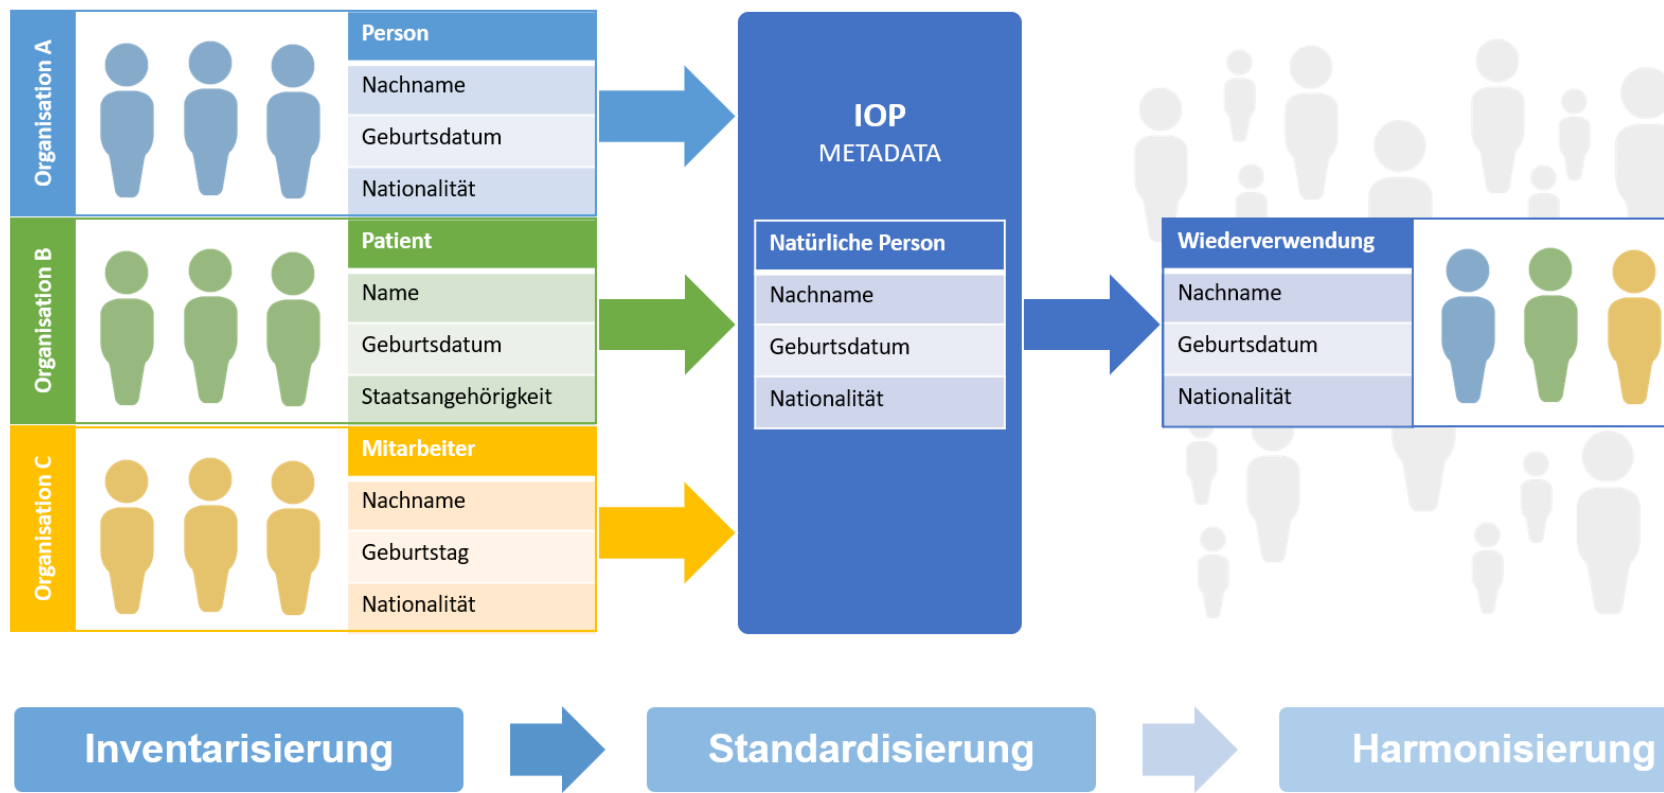 Organisation A
Person
Nachname
Geburtsdatum
Nationalität
Organisation B
Patient
Name
Geburtsdatum
Staatsangehörigkeit
Organisation C
Mitarbeiter
Nachname
Geburtstag
Nationalität
IOP
METADATA
Natürliche Person
Nachname
Geburtsdatum
Nationalität
Wiederverwendung
Nachname
Geburtsdatum
Nationalität
Inventarisierung
Standardisierung
Harmonisierung